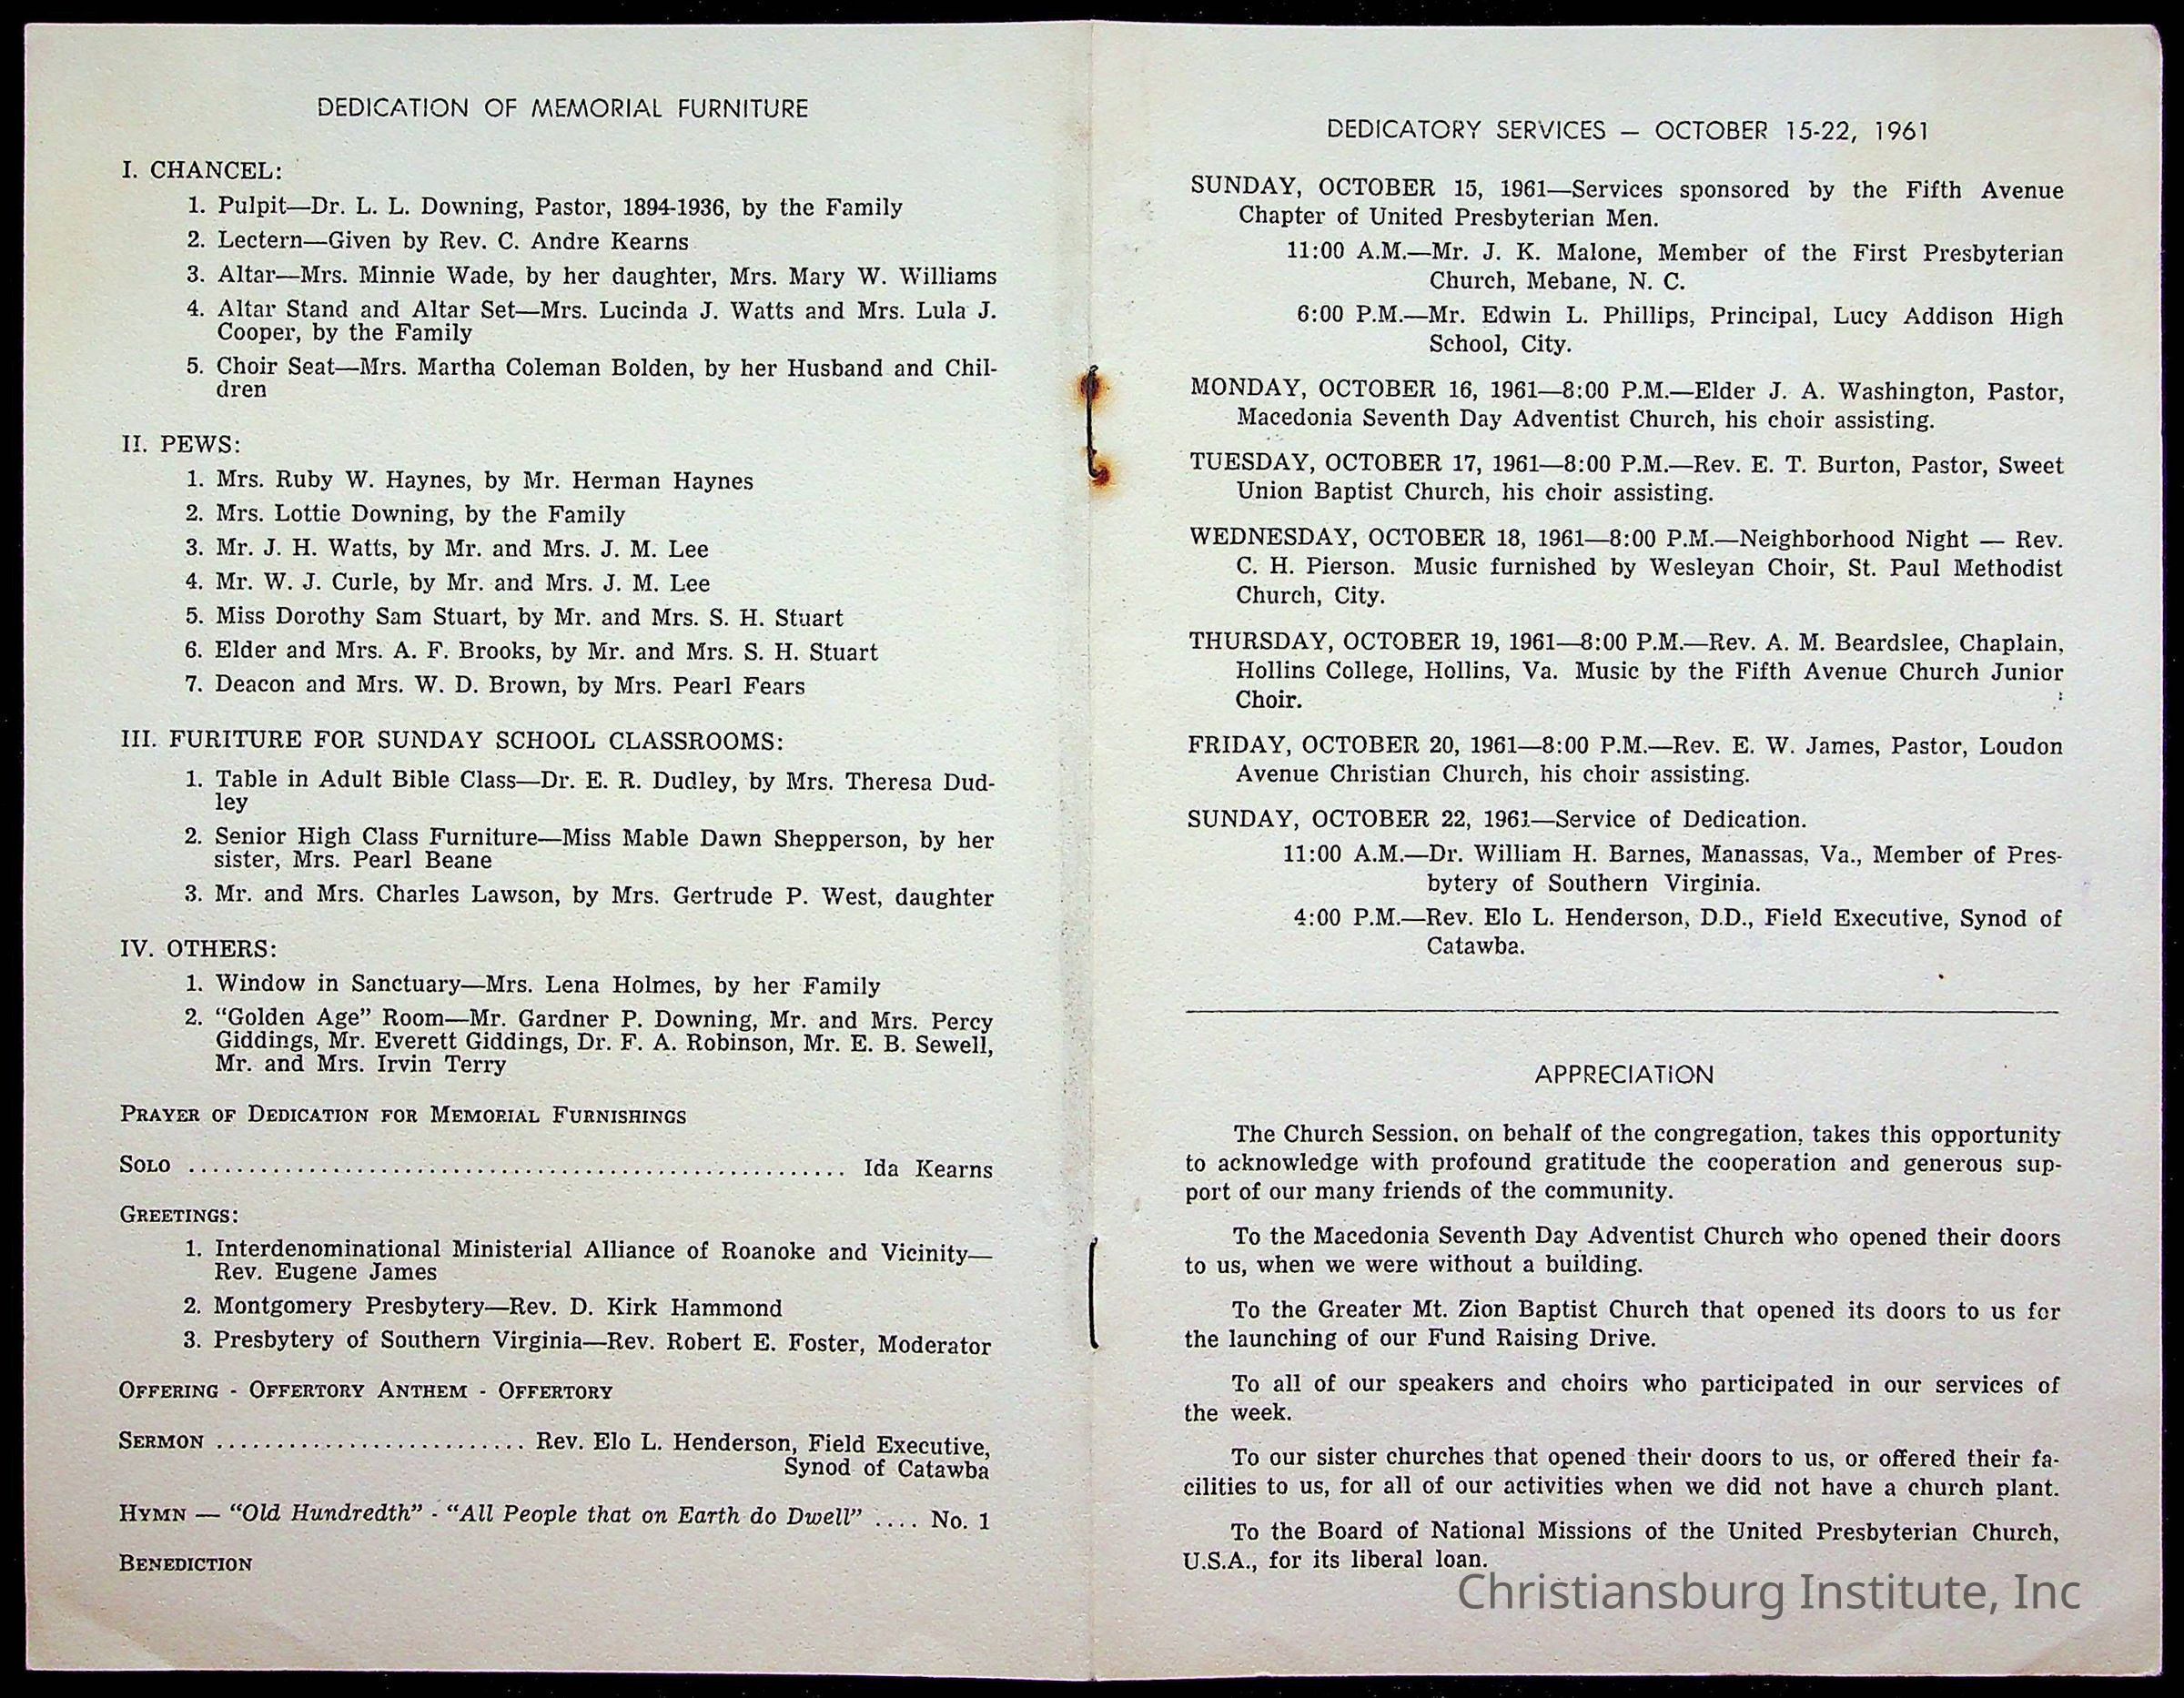 DEDICATION OF MEMORIAL FURNITURE
I. CHANCEL:
1. Pulpit—Dr. L. L. Downing, Pastor, 1894-1936, by the Family
2. Lectern—Given by Rev. C. Andre Kearns
3. Altar—Mrs. Minnie Wade, by her daughter, Mrs. Mary W. Williams
4. Altar Stand and Altar Set—Mrs. Lucinda J. Watts and Mrs. Lula J.
Cooper, by the Family
5. Choir Seat—Mrs. Martha Coleman Bolden, by her Husband and Chil-
dren
II. PEWS:
1. Mrs. Ruby W. Haynes, by Mr. Herman Haynes
2. Mrs. Lottie Downing, by the Family
3. Mr. J. H. Watts, by Mr. and Mrs. J. M. Lee
4. Mr. W. J. Curle, by Mr. and Mrs. J. M. Lee
5. Miss Dorothy Sam Stuart, by Mr. and Mrs. S. H. Stuart
6. Elder and Mrs. A. F. Brooks, by Mr. and Mrs. S. H. Stuart
7. Deacon and Mrs. W. D. Brown, by Mrs. Pearl Fears
III. FURITURE FOR SUNDAY SCHOOL CLASSROOMS:
1. Table in Adult Bible Class—Dr. E. R. Dudley, by Mrs. Theresa Dud-
ley
2. Senior High Class Furniture—Miss Mable Dawn Shepperson, by her
sister, Mrs. Pearl Beane
3. Mr. and Mrs. Charles Lawson, by Mrs. Gertrude P. West, daughter
IV. OTHERS:
1. Window in Sanctuary—Mrs. Lena Holmes, by her Family
2. “Golden Age” Room—Mr. Gardner P. Downing, Mr. and Mrs. Percy
Giddings, Mr. Everett Giddings, Dr. F. A. Robinson, Mr. E. B. Sewell,
Mr. and Mrs. Irvin Terry
PRAYER OF DEDICATION FOR MEMORIAL FURNISHINGS
SOLO ........................................................ Ida Kearns
GREETINGS:
1. Interdenominational Ministerial Alliance of Roanoke and Vicinity—
Rev. Eugene James
2. Montgomery Presbytery—Rev. D. Kirk Hammond
3. Presbytery of Southern Virginia—Rev. Robert E. Foster, Moderator
OFFERING - OFFERTORY ANTHEM - OFFERTORY
SERMON .......................... Rev. Elo L. Henderson, Field Executive,
Synod of Catawba
HYMN — “Old Hundredth” - “All People that on Earth do Dwell” .... No. 1
BENEDICTION
DEDICATORY SERVICES — OCTOBER 15-22, 1961
SUNDAY, OCTOBER 15, 1961—Services sponsored by the Fifth Avenue
Chapter of United Presbyterian Men.
11:00 A.M.—Mr. J. K. Malone, Member of the First Presbyterian
Church, Mebane, N. C.
6:00 P.M.—Mr. Edwin L. Phillips, Principal, Lucy Addison High
School, City.
MONDAY, OCTOBER 16, 1961—8:00 P.M.—Elder J. A. Washington, Pastor,
Macedonia Seventh Day Adventist Church, his choir assisting.
TUESDAY, OCTOBER 17, 1961—8:00 P.M.—Rev. E. T. Burton, Pastor, Sweet
Union Baptist Church, his choir assisting.
WEDNESDAY, OCTOBER 18, 1961—8:00 P.M.—Neighborhood Night — Rev.
C. H. Pierson. Music furnished by Wesleyan Choir, St. Paul Methodist
Church, City.
THURSDAY, OCTOBER 19, 1961—8:00 P.M.—Rev. A. M. Beardslee, Chaplain,
Hollins College, Hollins, Va. Music by the Fifth Avenue Church Junior
Choir.
FRIDAY, OCTOBER 20, 1961—8:00 P.M.—Rev. E. W. James, Pastor, Loudon
Avenue Christian Church, his choir assisting.
SUNDAY, OCTOBER 22, 1961—Service of Dedication.
11:00 A.M.—Dr. William H. Barnes, Manassas, Va., Member of Pres-
bytery of Southern Virginia.
4:00 P.M.—Rev. Elo L. Henderson, D.D., Field Executive, Synod of
Catawba.
APPRECIATION
The Church Session, on behalf of the congregation, takes this opportunity
to acknowledge with profound gratitude the cooperation and generous sup-
port of our many friends of the community.
To the Macedonia Seventh Day Adventist Church who opened their doors
to us, when we were without a building.
To the Greater Mt. Zion Baptist Church that opened its doors to us for
the launching of our Fund Raising Drive.
To all of our speakers and choirs who participated in our services of
the week.
To our sister churches that opened their doors to us, or offered their fa-
cilities to us, for all of our activities when we did not have a church plant.
To the Board of National Missions of the United Presbyterian Church,
U.S.A., for its liberal loan.
Christiansburg Institute, Inc